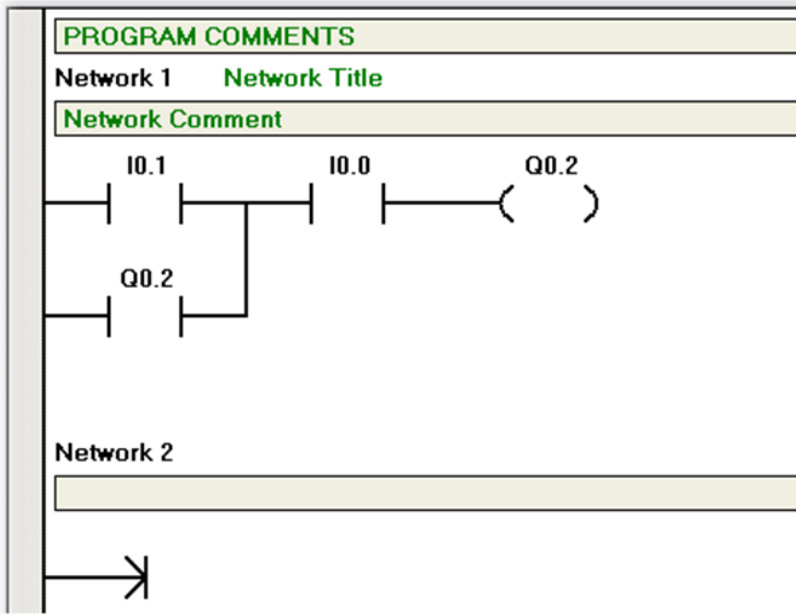 PROGRAM COMMENTS
Network 1 Network Title
Network Comment
I0.1 I0.0 Q0.2
Q0.2
Network 2